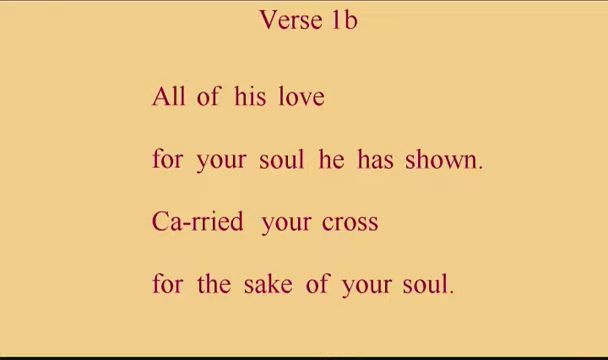 Verse 1b
All of his love
for your soul he has shown.
Ca-rried your cross
for the sake of your soul.